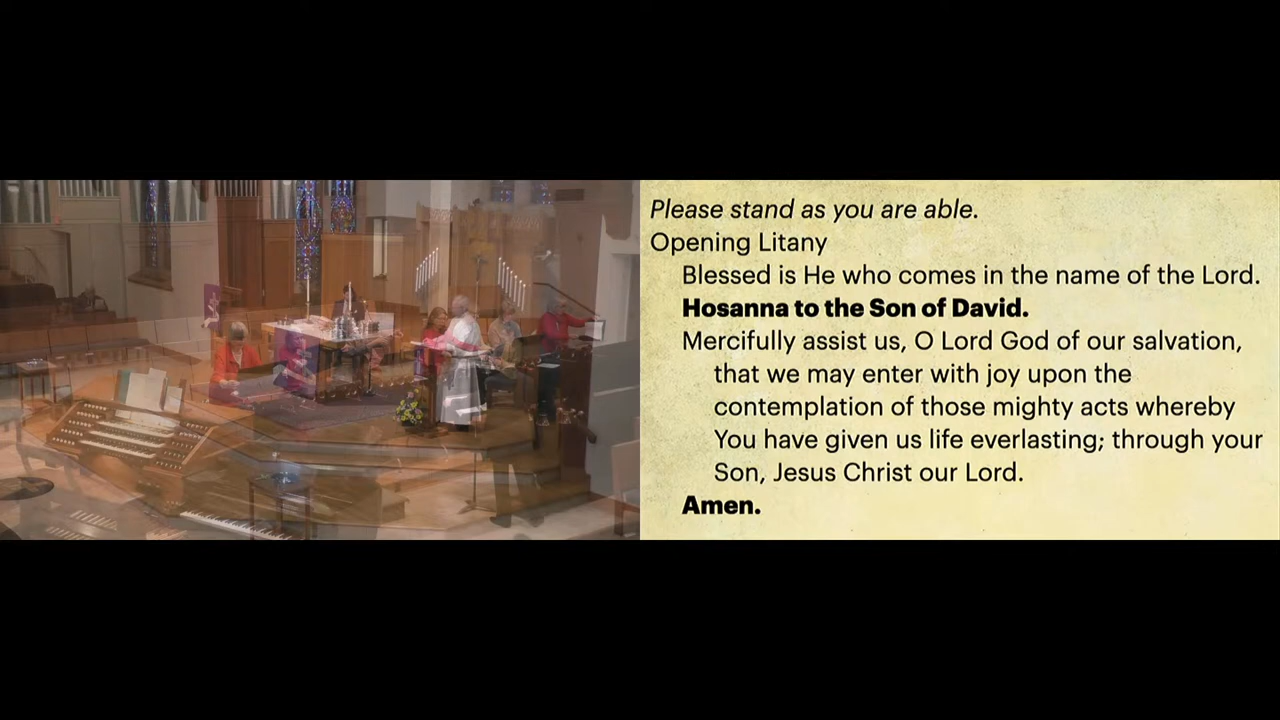 Please stand as you are able.
Opening Litany
Blessed is He who comes in the name of the Lord.
Hosanna to the Son of David.
Mercifully assist us, O Lord God of our salvation,
that we may enter with joy upon the
contemplation of those mighty acts whereby
You have given us life everlasting; through your
Son, Jesus Christ our Lord.
Amen.